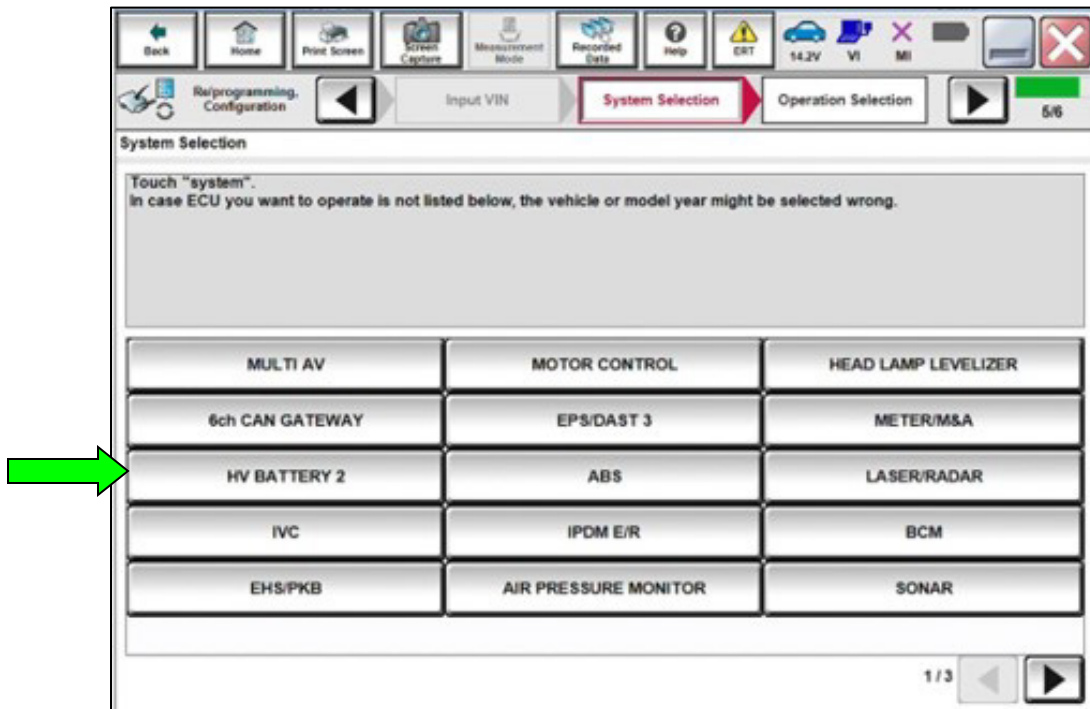 Back
Home
Print Screen
Screen Capture
Measurement Mode
Recorded Data
Help
ERT
14.2V
VI
MI
Re/programming, Configuration
Input VIN
System Selection
Operation Selection
5/6
System Selection
Touch "system".
In case ECU you want to operate is not listed below, the vehicle or model year might be selected wrong.
MULTI AV
MOTOR CONTROL
HEAD LAMP LEVELIZER
6ch CAN GATEWAY
EPS/DAST 3
METER/M&A
HV BATTERY 2
ABS
LASER/RADAR
IVC
IPDM E/R
BCM
EHS/PKB
AIR PRESSURE MONITOR
SONAR
1 / 3